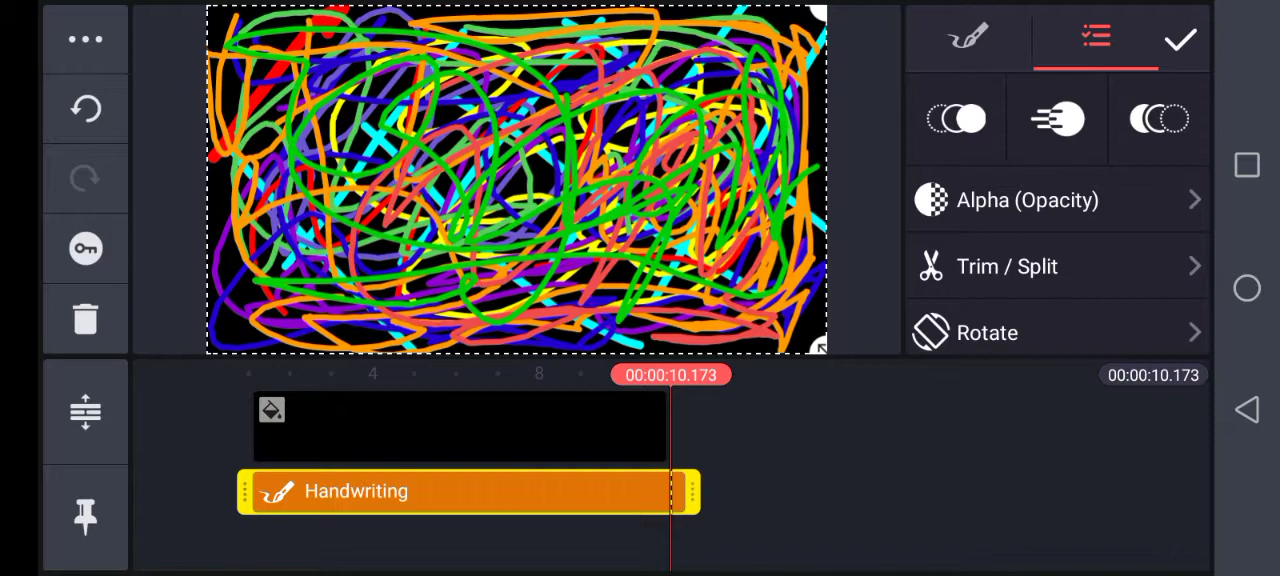 Alpha (Opacity)
Trim / Split
Rotate
4
8
00:00:10.173
00:00:10.173
Handwriting